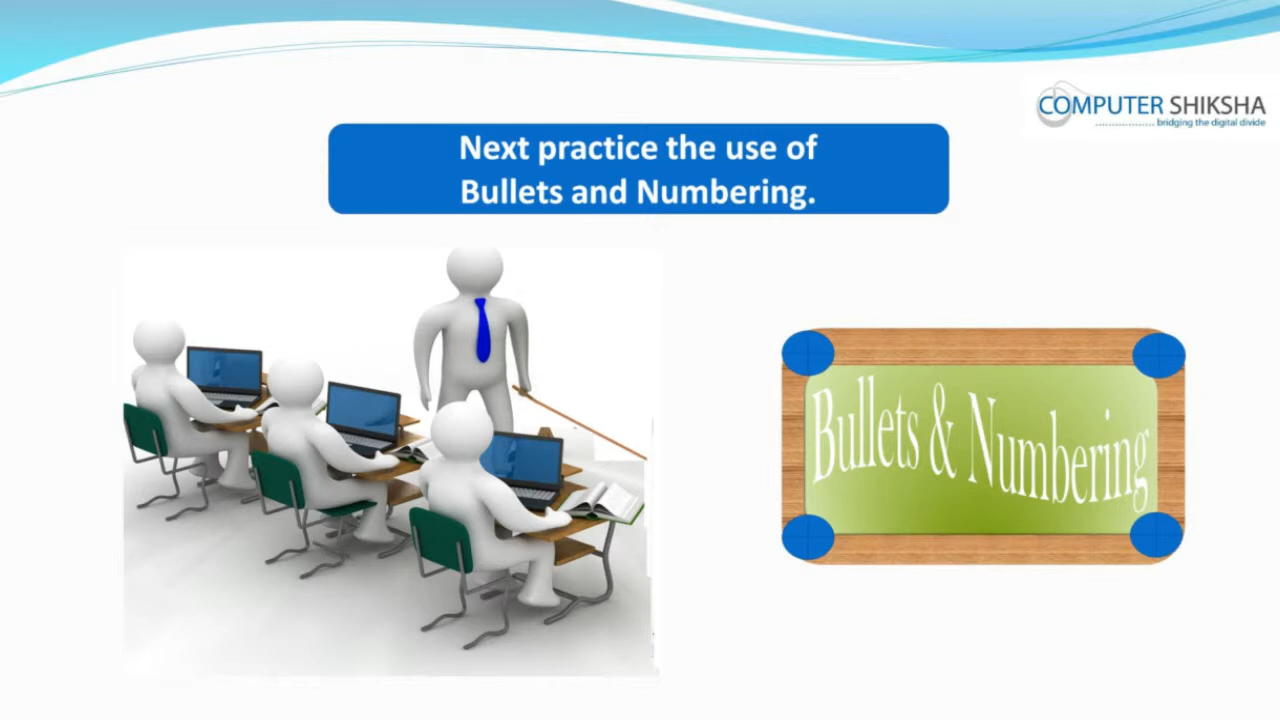 COMPUTER SHIKSHA
bridging the digital divide
Next practice the use of
Bullets and Numbering.
Bullets & Numbering